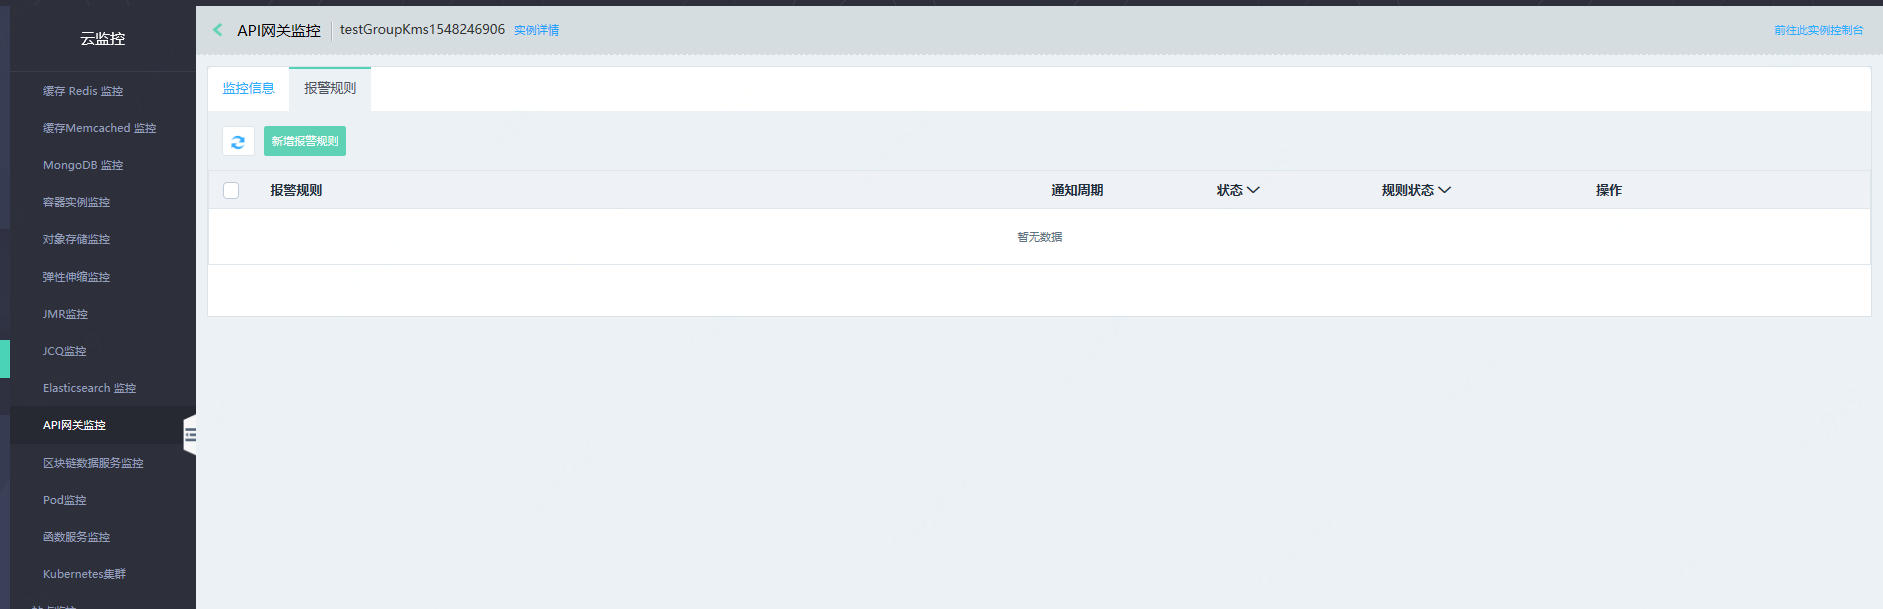 云监控
缓存 Redis 监控
缓存Memcached 监控
MongoDB 监控
容器实例监控
对象存储监控
弹性伸缩监控
JMR监控
JCQ监控
Elasticsearch 监控
API网关监控
区块链数据服务监控
Pod监控
函数服务监控
Kubernetes集群
API网关监控 testGroupKms1548246906 实例详情 前往此实例控制台
监控信息 报警规则
新增报警规则
报警规则 通知周期 状态 规则状态 操作
暂无数据